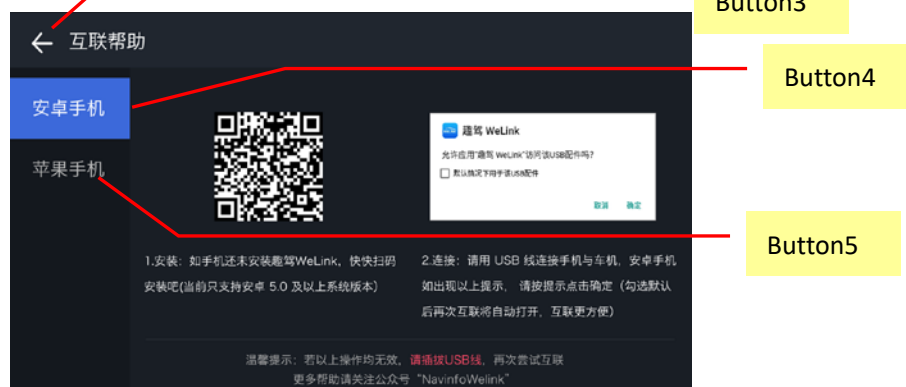 Button3
互联帮助
Button4
安卓手机
趣驾 WeLink
允许应用"趣驾 WeLink"访问该USB配件吗?
默认情况下用于该USB配件
取消 确定
苹果手机
Button5
1.安装: 如手机还未安装趣驾WeLink, 快快扫码
安装吧(当前只支持安卓 5.0 及以上系统版本)
2.连接: 请用 USB 线连接手机与车机, 安卓手机
如出现以上提示, 请按提示点击确定 (勾选默认
后再次互联将自动打开, 互联更方便)
温馨提示: 若以上操作均无效, 请插拔USB线, 再次尝试互联
更多帮助请关注公众号 "NavinfoWelink"